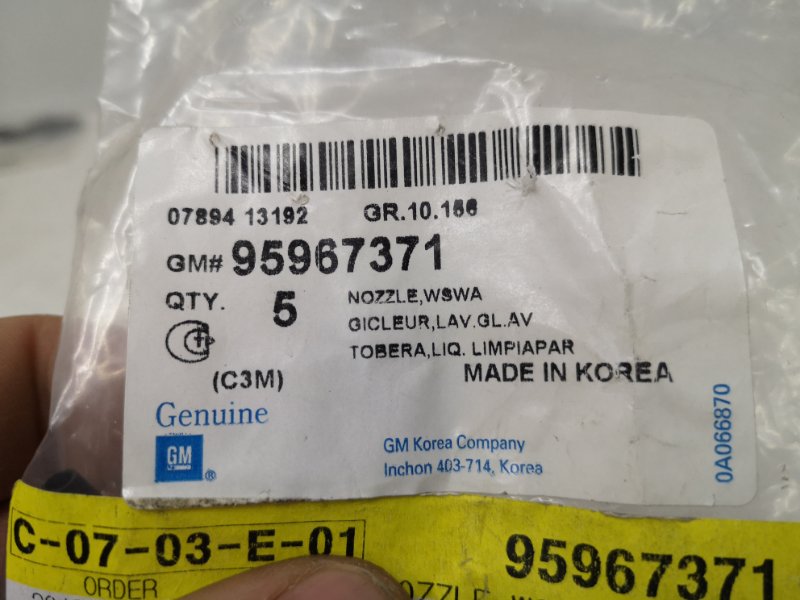 07894 13192 GR.10.166
GM# 95967371
QTY. 5
NOZZLE,WSWA
GICLEUR,LAV.GL.AV
TOBERA,LIQ. LIMPIAPAR
(C3M)
MADE IN KOREA
Genuine
GM
®
GM Korea Company
Inchon 403-714, Korea
0A066870
C-07-03-E-01
95967371
ORDER